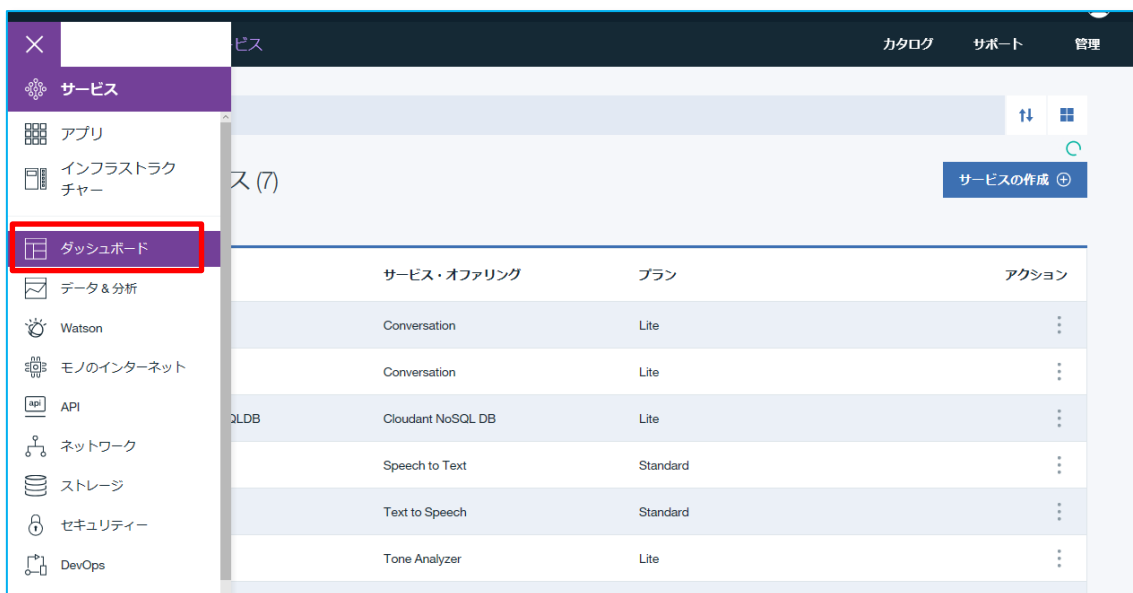 ービス
カタログ サポート 管理
サービス
アプリ
インフラストラク
チャー
ス (7)
サービスの作成
ダッシュボード
データ & 分析
Watson
モノのインターネット
api API
ネットワーク
ストレージ
セキュリティー
DevOps
サービス・オファリング プラン アクション
Conversation Lite
Conversation Lite
QLDB Cloudant NoSQL DB Lite
Speech to Text Standard
Text to Speech Standard
Tone Analyzer Lite